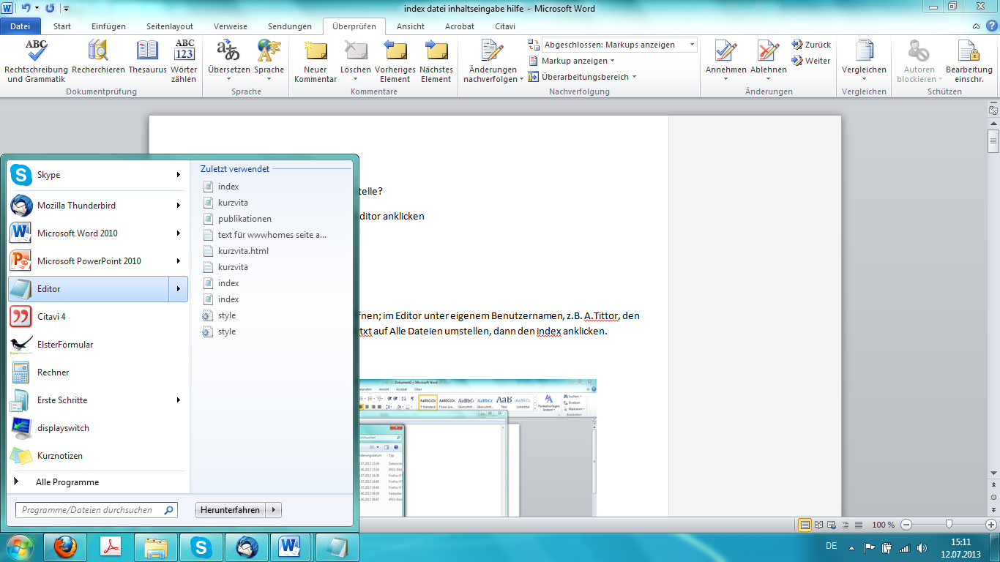 index datei inhaltseingabe hilfe - Microsoft Word
Datei Start Einfügen Seitenlayout Verweise Sendungen Überprüfen Ansicht Acrobat Citavi
Rechtschreibung und Grammatik
Recherchieren
Thesaurus
Wörter zählen
Dokumentprüfung
Übersetzen
Sprache
Sprache
Neuer Kommentar
Löschen
Vorheriges Element
Nächstes Element
Kommentare
Änderungen nachverfolgen
Abgeschlossen: Markups anzeigen
Markup anzeigen
Überarbeitungsbereich
Nachverfolgung
Annehmen
Ablehnen
Zurück
Weiter
Änderungen
Vergleichen
Vergleichen
Autoren blockieren
Bearbeitung einschr.
Schützen
telle?
ditor anklicken
fnen; im Editor unter eigenem Benutzernamen, z.B. A.Tittor, den
txt auf Alle Dateien umstellen, dann den index anklicken.
Skype
Mozilla Thunderbird
Microsoft Word 2010
Microsoft PowerPoint 2010
Editor
Citavi 4
ElsterFormular
Rechner
Erste Schritte
displayswitch
Kurznotizen
Alle Programme
Programme/Dateien durchsuchen
Zuletzt verwendet
index
kurzvita
publikationen
text für wwwhomes seite a...
kurzvita.html
kurzvita
index
index
style
style
Herunterfahren
100 %
DE
15:11
12.07.2013